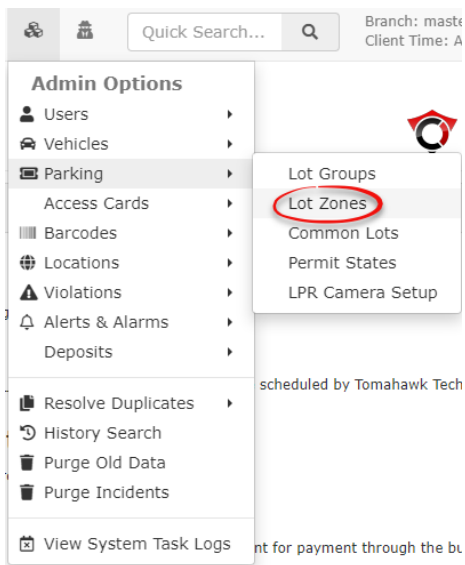 Quick Search...
Branch: maste
Client Time: A
Admin Options
Users
Vehicles
Parking
Access Cards
Barcodes
Locations
Violations
Alerts & Alarms
Deposits
Resolve Duplicates
History Search
Purge Old Data
Purge Incidents
View System Task Logs
Lot Groups
Lot Zones
Common Lots
Permit States
LPR Camera Setup
scheduled by Tomahawk Tech
nt for payment through the bu